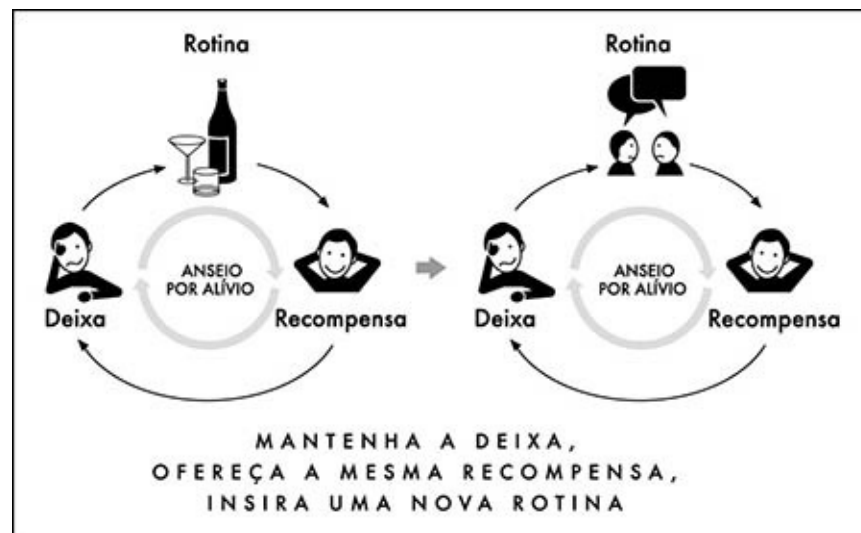 Rotina
ANSEIO
POR ALÍVIO
Deixa
Recompensa
Rotina
ANSEIO
POR ALÍVIO
Deixa
Recompensa
MANTENHA A DEIXA,
OFEREÇA A MESMA RECOMPENSA,
INSIRA UMA NOVA ROTINA